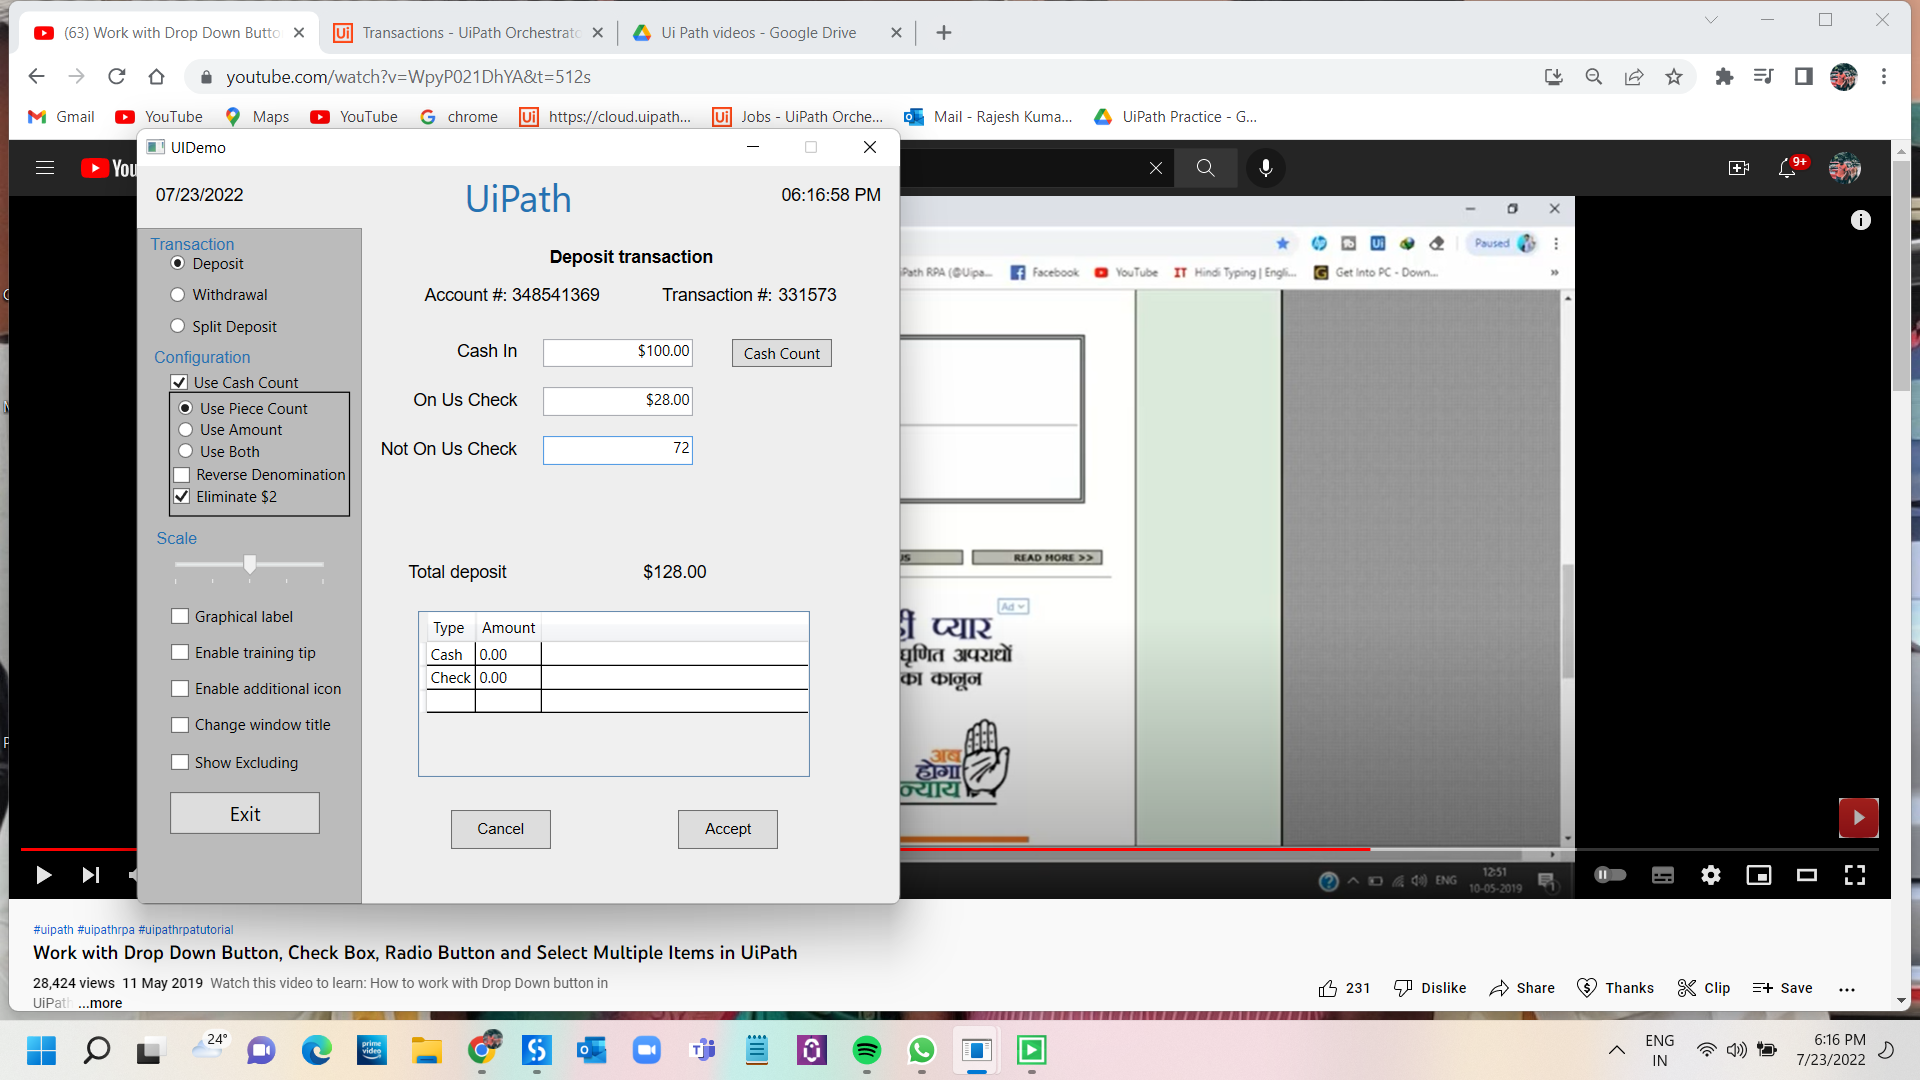 (63) Work with Drop Down Butto
Transactions - UiPath Orchestrato
Ui Path videos - Google Drive
youtube.com/watch?v=WpyP021DhYA&t=512s
Gmail
YouTube
Maps
YouTube
chrome
https://cloud.uipath...
Jobs - UiPath Orche...
Mail - Rajesh Kuma...
UiPath Practice - G...
UIDemo
You
9+
07/23/2022
UiPath
06:16:58 PM
Transaction
Deposit
Withdrawal
Split Deposit
Configuration
Use Cash Count
Use Piece Count
Use Amount
Use Both
Reverse Denomination
Eliminate $2
Scale
Graphical label
Enable training tip
Enable additional icon
Change window title
Show Excluding
Exit
Deposit transaction
Account #: 348541369
Transaction #: 331573
Cash In
$100.00
Cash Count
On Us Check
$28.00
Not On Us Check
72
Total deposit
$128.00
Type Amount
Cash 0.00
Check 0.00
Cancel
Accept
Paused
Path RPA (@Uipa...
Facebook
YouTube
Hindi Typing | Engli...
Get Into PC - Down...
READ MORE >>
Ad
प्यार
घृणित अपराधों
का कानून
अब
होगा
न्याय
ENG
12:51
10-05-2019
#uipath #uipathrpa #uipathrpatutorial
Work with Drop Down Button, Check Box, Radio Button and Select Multiple Items in UiPath
28,424 views 11 May 2019 Watch this video to learn: How to work with Drop Down button in
UiPath ...more
231
Dislike
Share
Thanks
Clip
Save
24°
prime video
ENG
IN
6:16 PM
7/23/2022